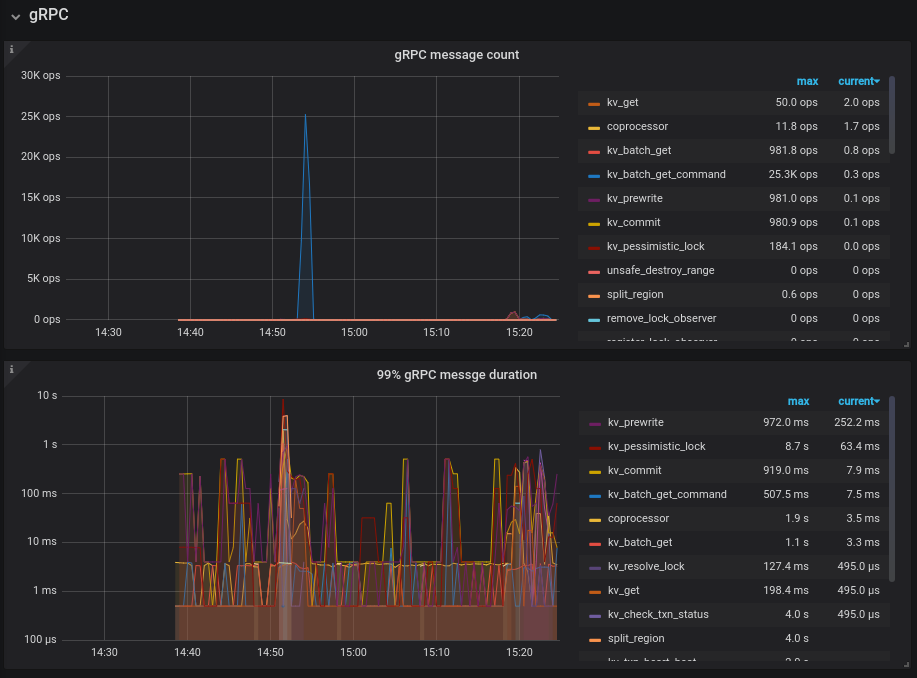 gRPC
i
gRPC message count
30K ops
25K ops
20K ops
15K ops
10K ops
5K ops
0 ops
14:30 14:40 14:50 15:00 15:10 15:20
max current
kv_get 50.0 ops 2.0 ops
coprocessor 11.8 ops 1.7 ops
kv_batch_get 981.8 ops 0.8 ops
kv_batch_get_command 25.3K ops 0.3 ops
kv_prewrite 981.0 ops 0.1 ops
kv_commit 980.9 ops 0.1 ops
kv_pessimistic_lock 184.1 ops 0.0 ops
unsafe_destroy_range 0 ops 0 ops
split_region 0.6 ops 0 ops
remove_lock_observer 0 ops 0 ops
register_lock_observer 0 ops 0 ops
i
99% gRPC messge duration
10 s
1 s
100 ms
10 ms
1 ms
100 µs
14:30 14:40 14:50 15:00 15:10 15:20
max current
kv_prewrite 972.0 ms 252.2 ms
kv_pessimistic_lock 8.7 s 63.4 ms
kv_commit 919.0 ms 7.9 ms
kv_batch_get_command 507.5 ms 7.5 ms
coprocessor 1.9 s 3.5 ms
kv_batch_get 1.1 s 3.3 ms
kv_resolve_lock 127.4 ms 495.0 µs
kv_get 198.4 ms 495.0 µs
kv_check_txn_status 4.0 s 495.0 µs
split_region 4.0 s